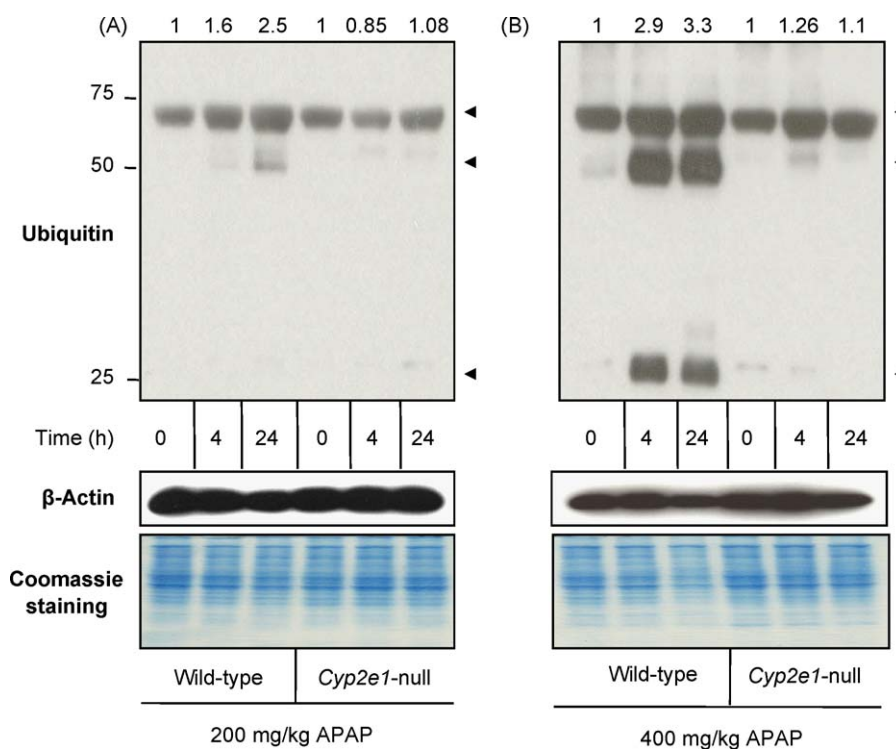 (A) 1 1.6 2.5 1 0.85 1.08 (B) 1 2.9 3.3 1 1.26 1.1
75
50
Ubiquitin
25
Time (h) 0 4 24 0 4 24 0 4 24 0 4 24
β-Actin
Coomassie
staining
Wild-type Cyp2e1-null Wild-type Cyp2e1-null
200 mg/kg APAP 400 mg/kg APAP